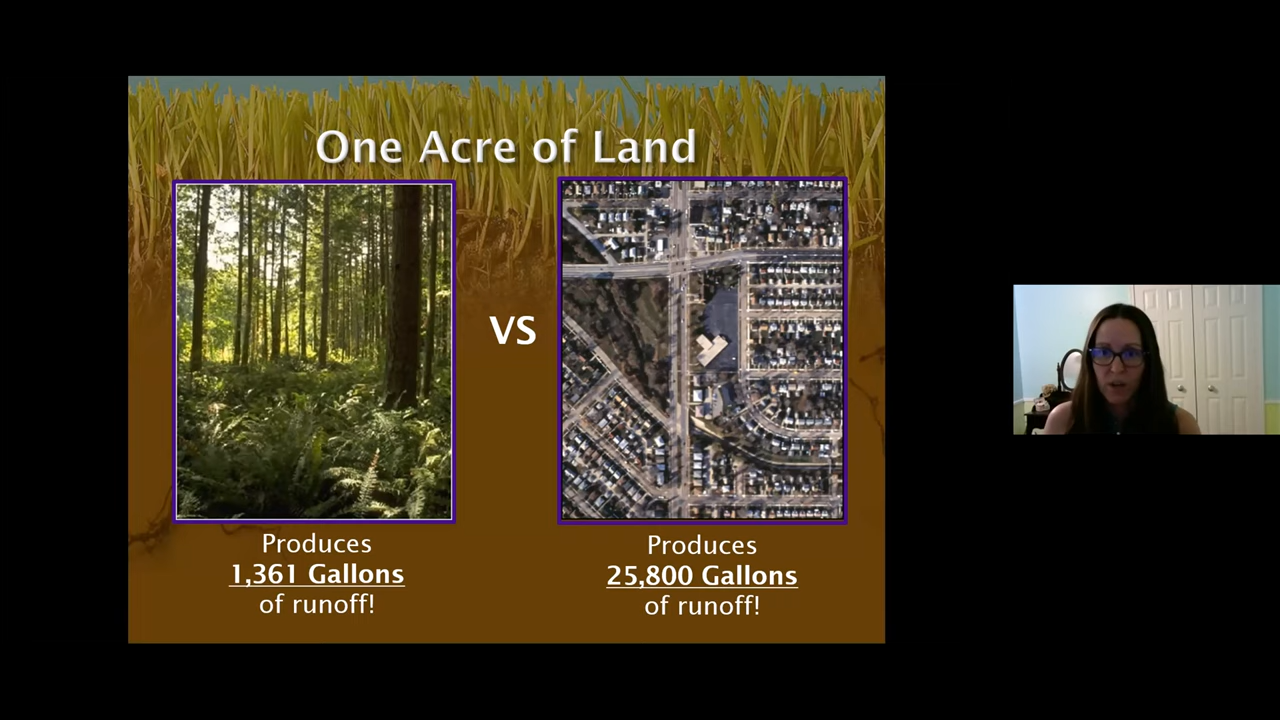 One Acre of Land
VS
Produces
1,361 Gallons
of runoff!
Produces
25,800 Gallons
of runoff!